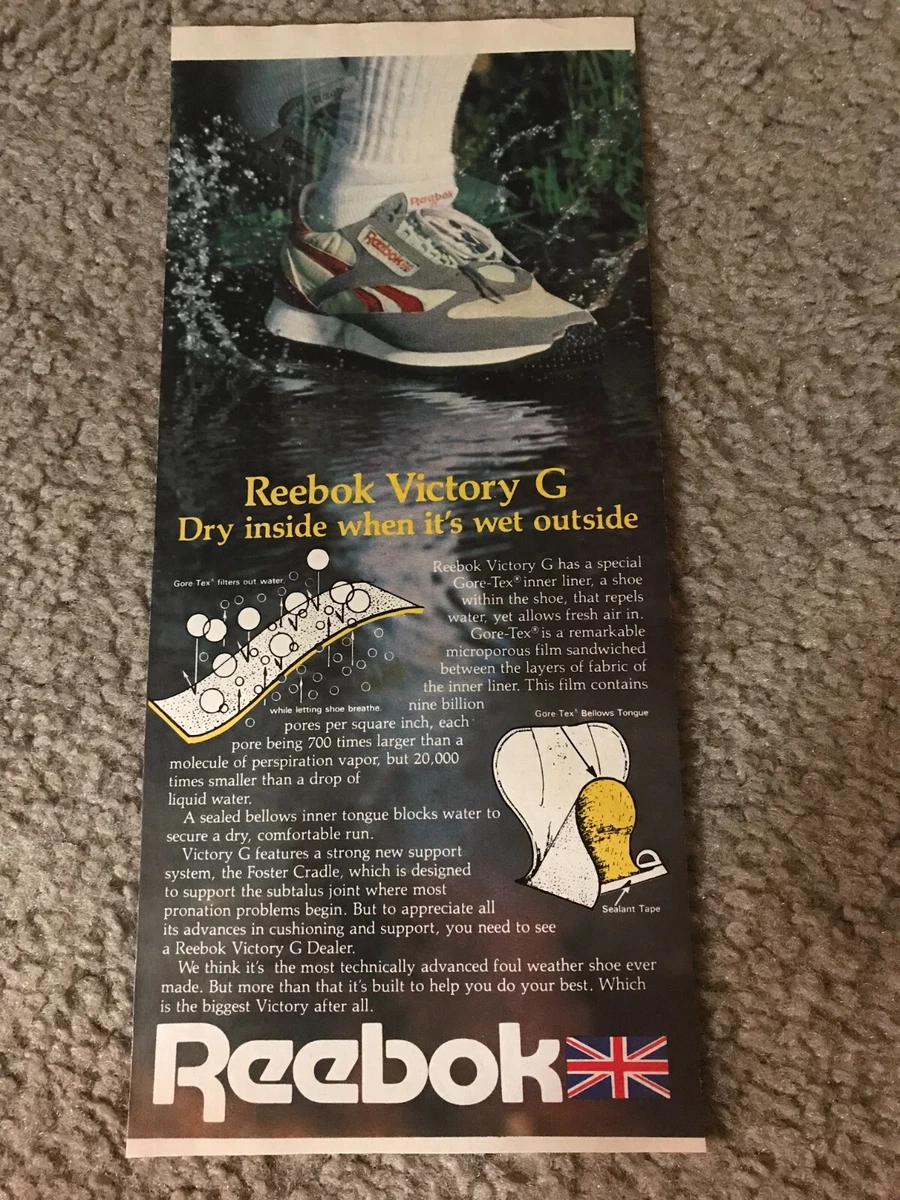 Reebok
Reebok
Reebok Victory G
Dry inside when it's wet outside
Gore-Tex® filters out water,
while letting shoe breathe.
Reebok Victory G has a special
Gore-Tex® inner liner, a shoe
within the shoe, that repels
water, yet allows fresh air in.
Gore-Tex® is a remarkable
microporous film sandwiched
between the layers of fabric of
the inner liner. This film contains
nine billion
pores per square inch, each
pore being 700 times larger than a
molecule of perspiration vapor, but 20,000
times smaller than a drop of
liquid water.
A sealed bellows inner tongue blocks water to
secure a dry, comfortable run.
Victory G features a strong new support
system, the Foster Cradle, which is designed
to support the subtalus joint where most
pronation problems begin. But to appreciate all
its advances in cushioning and support, you need to see
a Reebok Victory G Dealer.
We think it's the most technically advanced foul weather shoe ever
made. But more than that it's built to help you do your best. Which
is the biggest Victory after all.
Gore-Tex® Bellows Tongue
Sealant Tape
Reebok